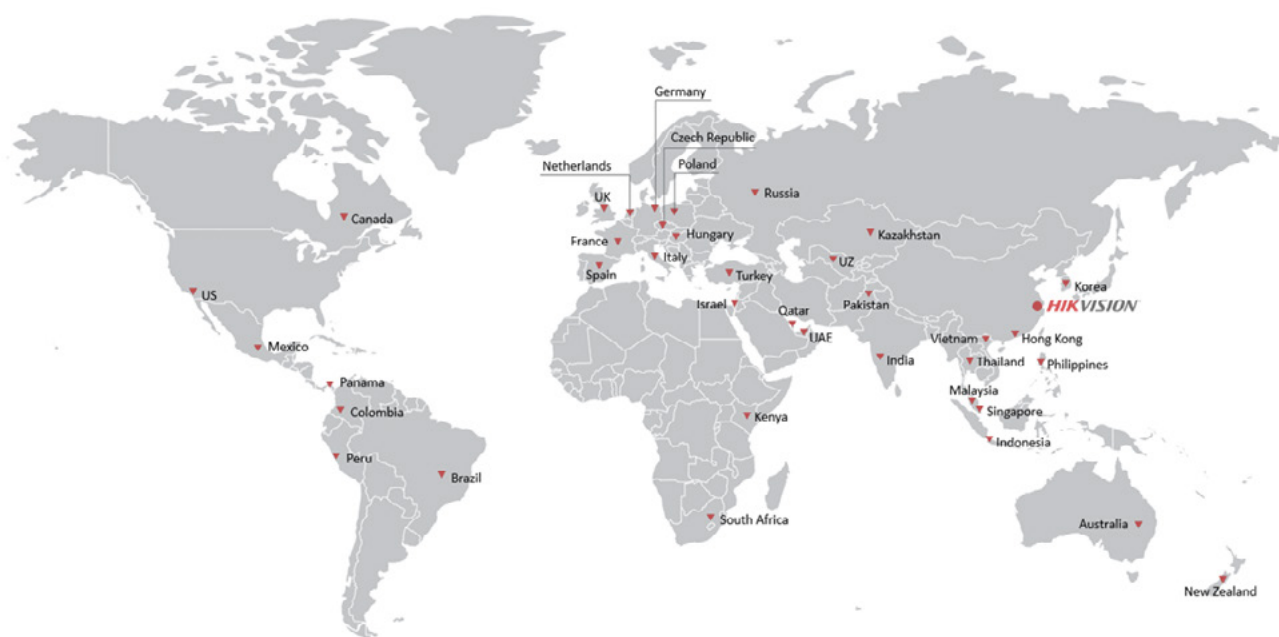 Germany
Czech Republic
Netherlands
Poland
UK
Russia
Canada
France
Hungary
Kazakhstan
Italy
UZ
Spain
Turkey
US
Israel
Qatar
Pakistan
Korea
HIKVISION
UAE
Vietnam
Hong Kong
Mexico
India
Thailand
Philippines
Panama
Malaysia
Colombia
Singapore
Kenya
Indonesia
Peru
Brazil
South Africa
Australia
New Zealand